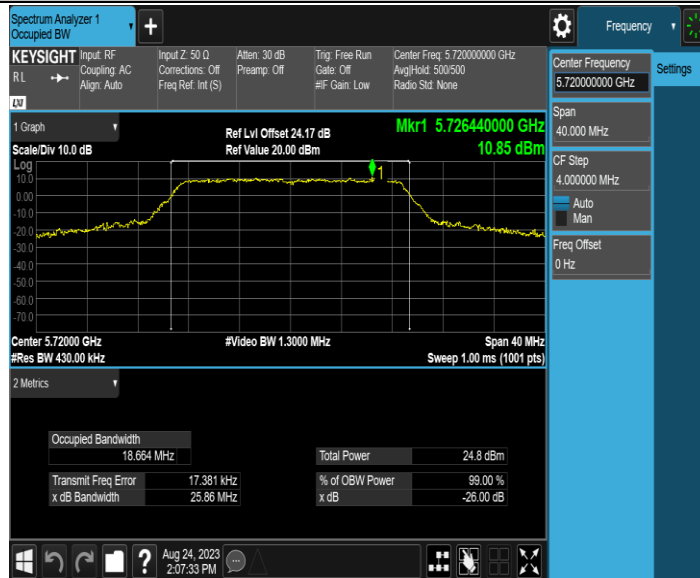 Spectrum Analyzer 1
Occupied BW
+
Frequency
KEYSIGHT
RL
LXI
Input: RF
Coupling: AC
Align: Auto
Input Z: 50 Ω
Corrections: Off
Freq Ref: Int (S)
Atten: 30 dB
Preamp: Off
Trig: Free Run
Gate: Off
#IF Gain: Low
Center Freq: 5.720000000 GHz
Avg|Hold: 500/500
Radio Std: None
Center Frequency
5.720000000 GHz
Settings
Span
40.000 MHz
CF Step
4.000000 MHz
Auto
Man
Freq Offset
0 Hz
1 Graph
Scale/Div 10.0 dB
Ref Lvl Offset 24.17 dB
Ref Value 20.00 dBm
Mkr1 5.726440000 GHz
10.85 dBm
Log
10.0
0.00
-10.0
-20.0
-30.0
-40.0
-50.0
-60.0
-70.0
1
Center 5.72000 GHz
#Res BW 430.00 kHz
#Video BW 1.3000 MHz
Span 40 MHz
Sweep 1.00 ms (1001 pts)
2 Metrics
Occupied Bandwidth
18.664 MHz
Total Power 24.8 dBm
Transmit Freq Error 17.381 kHz
% of OBW Power 99.00 %
x dB Bandwidth 25.86 MHz
x dB -26.00 dB
?
Aug 24, 2023
2:07:33 PM